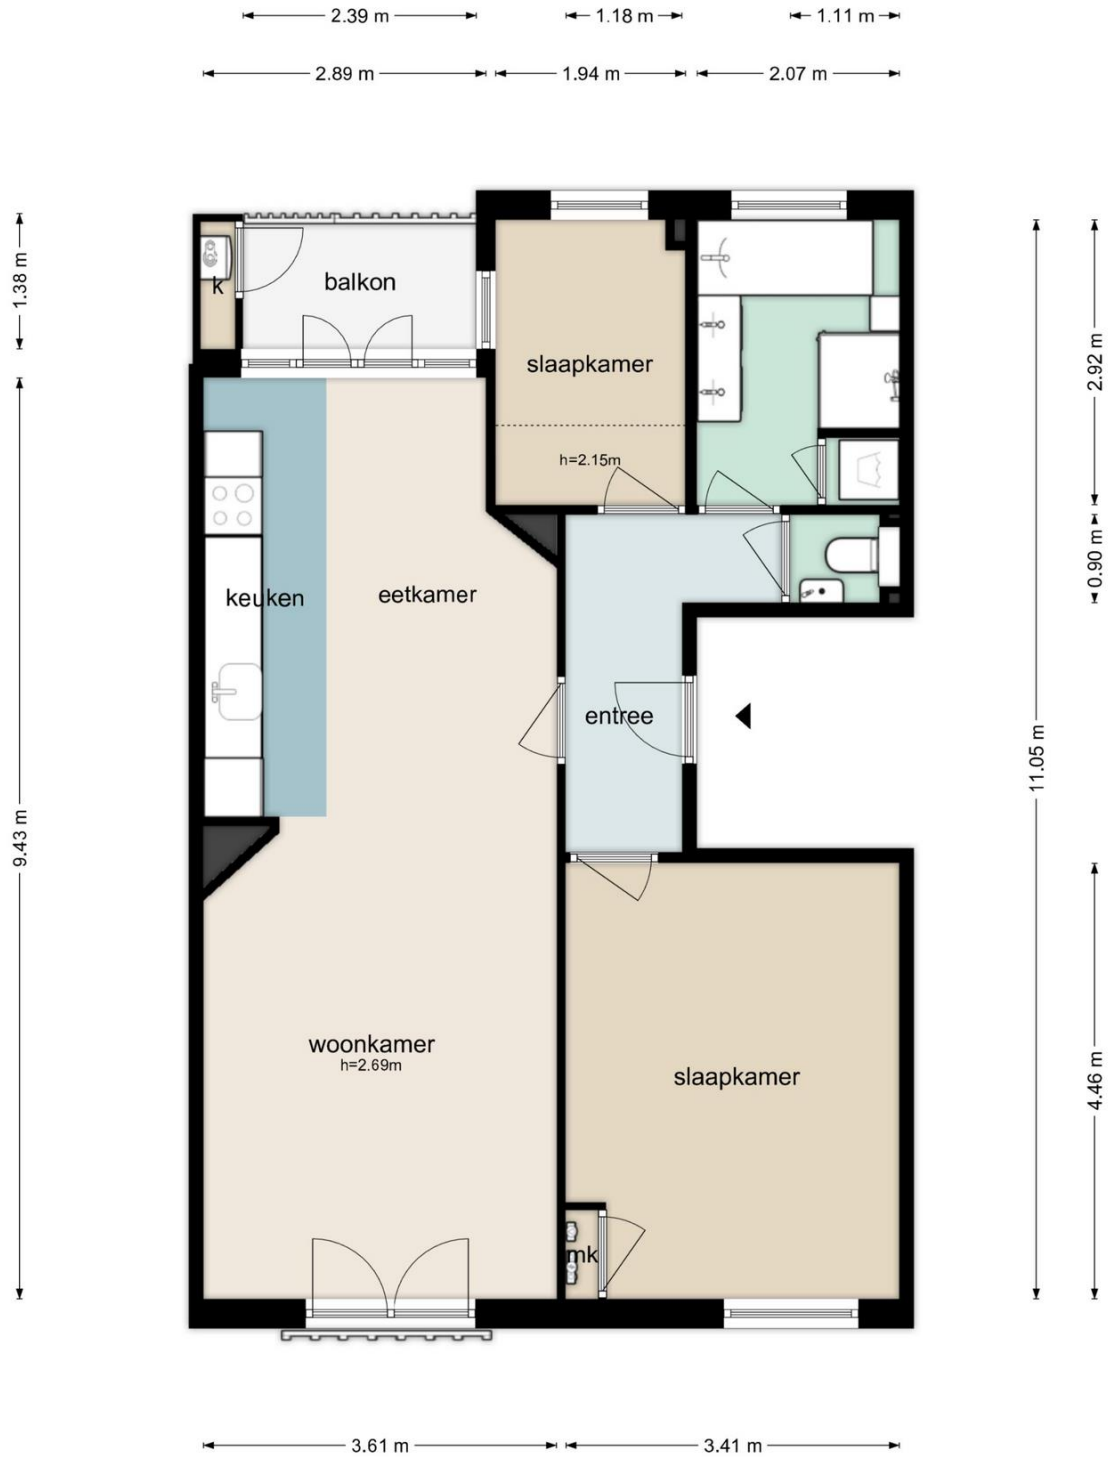 2.39 m
1.18 m
1.11 m
2.89 m
1.94 m
2.07 m
1.38 m
k
balkon
slaapkamer
h=2.15m
2.92 m
0.90 m
keuken
eetkamer
entree
11.05 m
9.43 m
woonkamer
h=2.69m
slaapkamer
4.46 m
mk
3.61 m
3.41 m